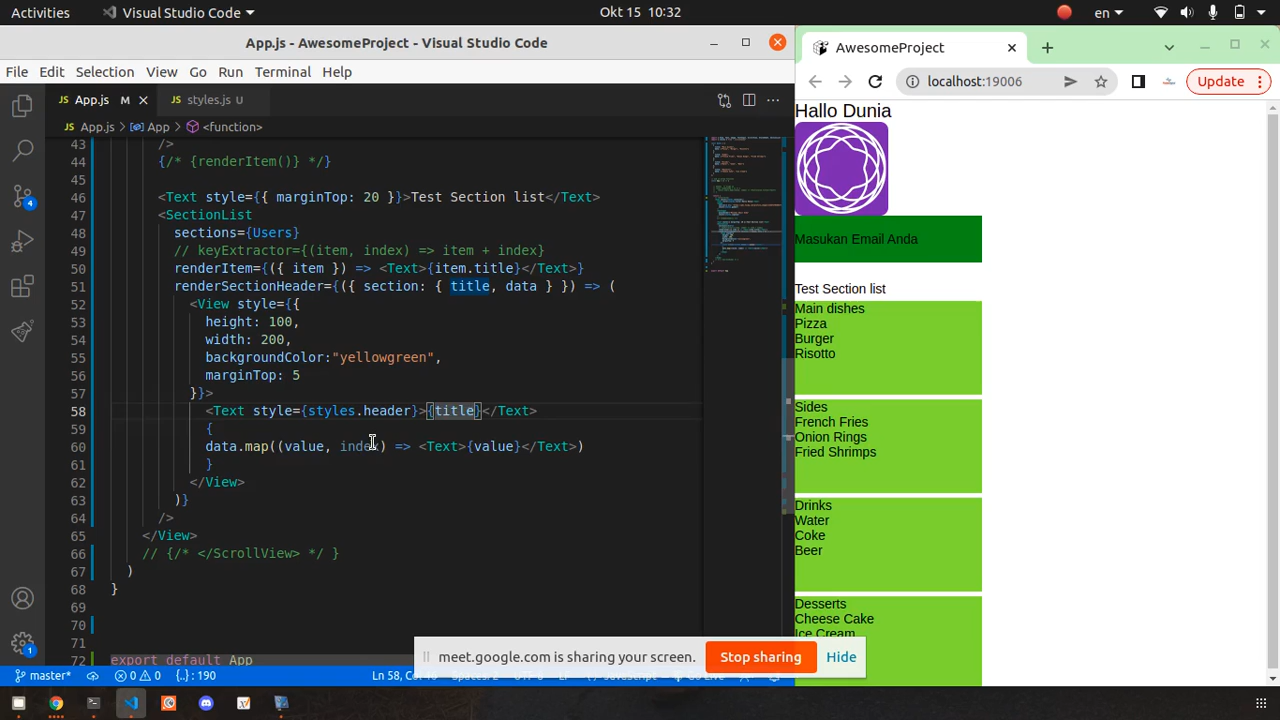 Activities
Visual Studio Code
Okt 15 10:32
en
App.js - AwesomeProject - Visual Studio Code
File Edit Selection View Go Run Terminal Help
App.js M
styles.js U
App.js > App > <function>
43 />
44 {/* {renderItem()} */}
45
46 <Text style={{ marginTop: 20 }}>Test Section list</Text>
47 <SectionList
48 sections={Users}
49 // keyExtractor={(item, index) => item + index}
50 renderItem={({ item }) => <Text>{item.title}</Text>}
51 renderSectionHeader={({ section: { title, data } }) => (
52 <View style={{
53 height: 100,
54 width: 200,
55 backgroundColor:"yellowgreen",
56 marginTop: 5
57 }}>
58 <Text style={styles.header}>{title}</Text>
59 {
60 data.map((value, index) => <Text>{value}</Text>)
61 }
62 </View>
63 )}
64 />
65 </View>
66 // {/* </ScrollView> */ }
67 )
68 }
69
70
71
72 export default App
4
1
master*
0 0 {..} : 190
Ln 58, Col
AwesomeProject
localhost:19006
Update
Hallo Dunia
Masukan Email Anda
Test Section list
Main dishes
Pizza
Burger
Risotto
Sides
French Fries
Onion Rings
Fried Shrimps
Drinks
Water
Coke
Beer
Desserts
Cheese Cake
Ice Cream
meet.google.com is sharing your screen.
Stop sharing
Hide